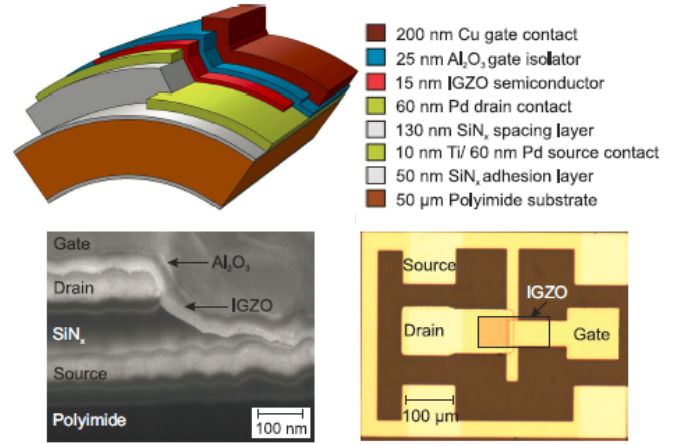 200 nm Cu gate contact
25 nm Al₂O₃ gate isolator
15 nm IGZO semiconductor
60 nm Pd drain contact
130 nm SiNₓ spacing layer
10 nm Ti/ 60 nm Pd source contact
50 nm SiNₓ adhesion layer
50 µm Polyimide substrate
Gate
Al₂O₃
Drain
IGZO
SiNₓ
Source
Polyimide
100 nm
Source
IGZO
Drain
Gate
100 µm